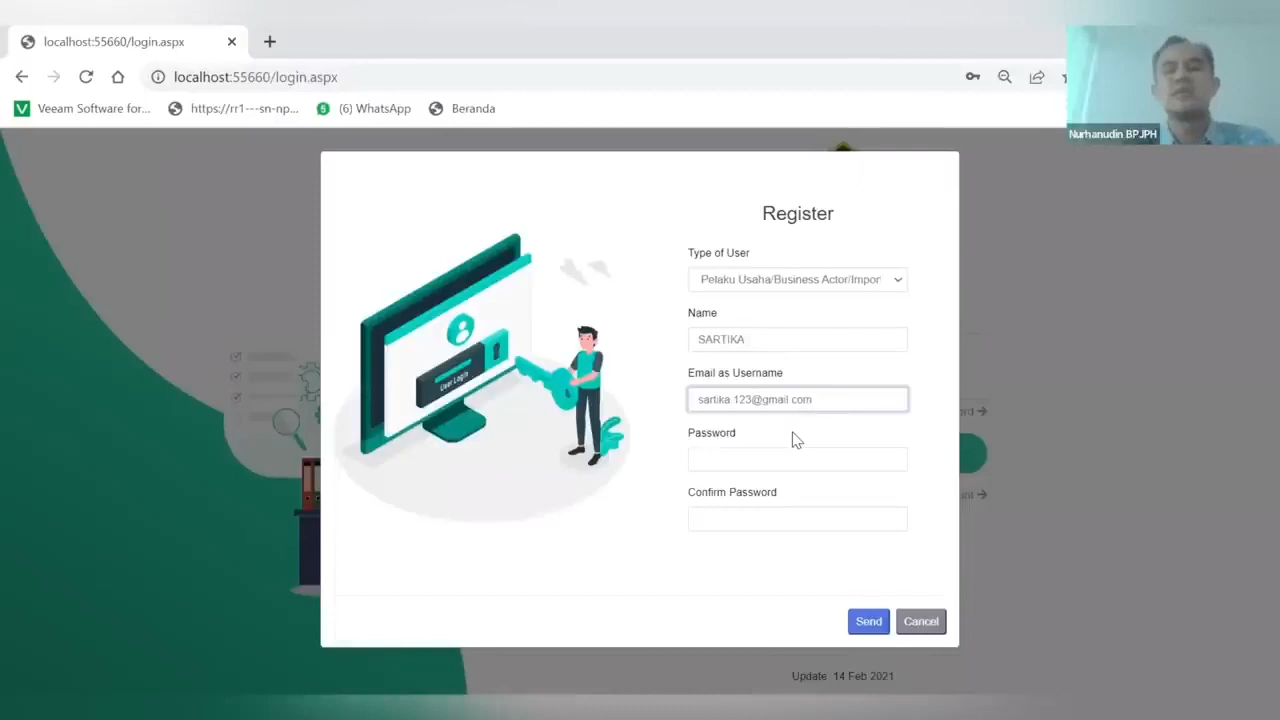 localhost:55660/login.aspx
localhost:55660/login.aspx
Veeam Software for...
https://rr1---sn-np...
(6) WhatsApp
Beranda
Nurhanudin BPJPH
Register
Type of User
Pelaku Usaha/Business Actor/Impor
Name
SARTIKA
User Login
Email as Username
sartika 123@gmail com
Password
Confirm Password
Send
Cancel
Update 14 Feb 2021